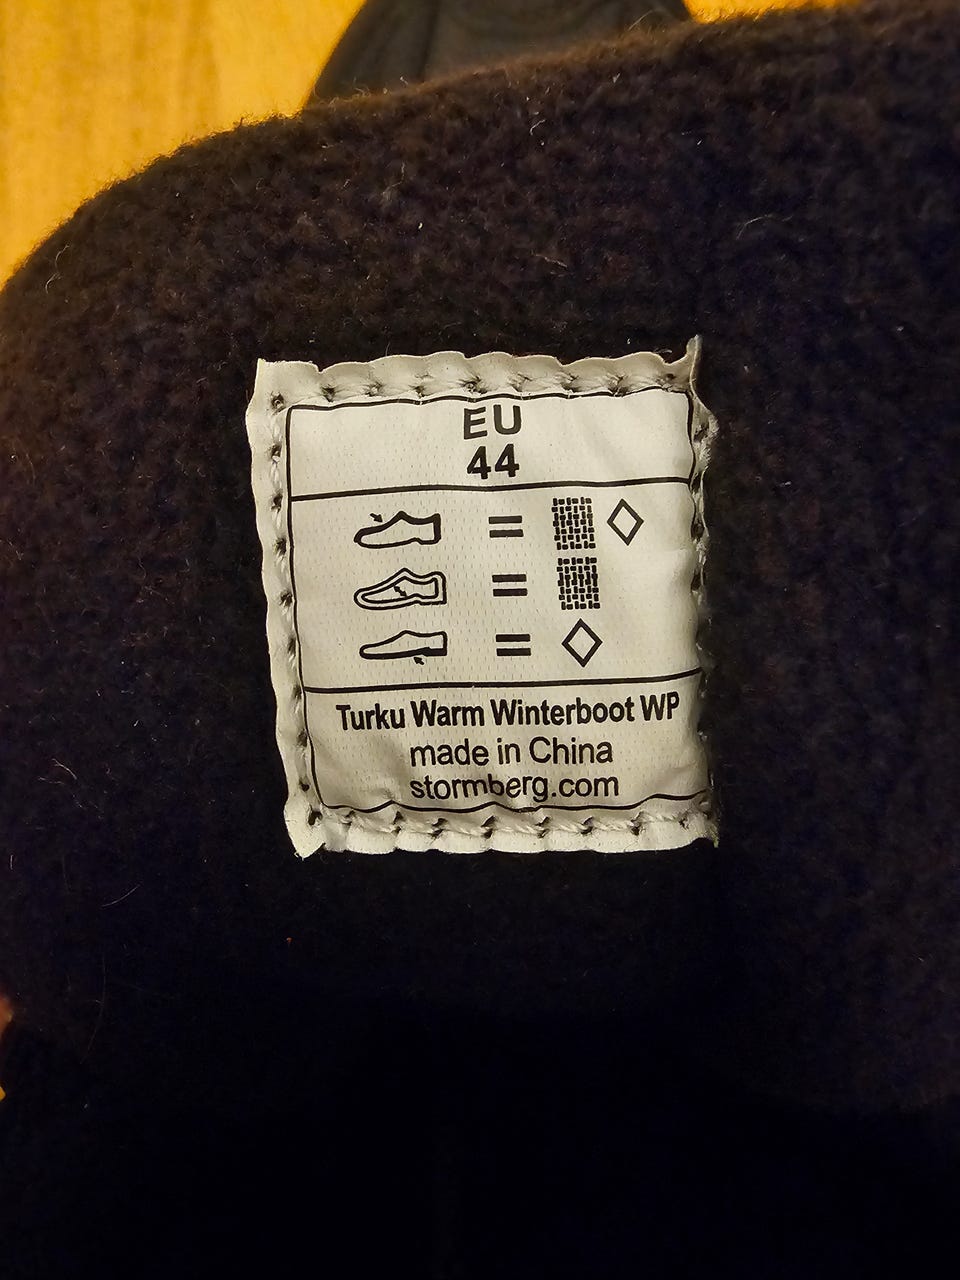 EU
44
=
=
=
Turku Warm Winterboot WP
made in China
stormberg.com